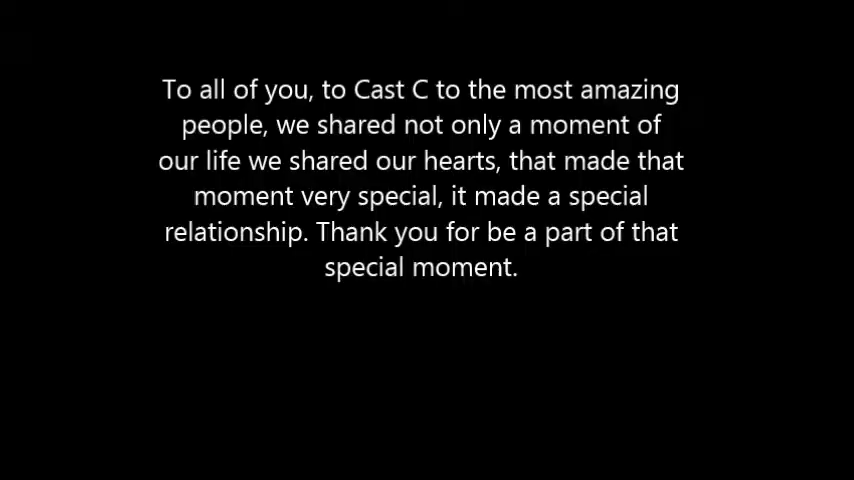 To all of you, to Cast C to the most amazing
people, we shared not only a moment of
our life we shared our hearts, that made that
moment very special, it made a special
relationship. Thank you for be a part of that
special moment.